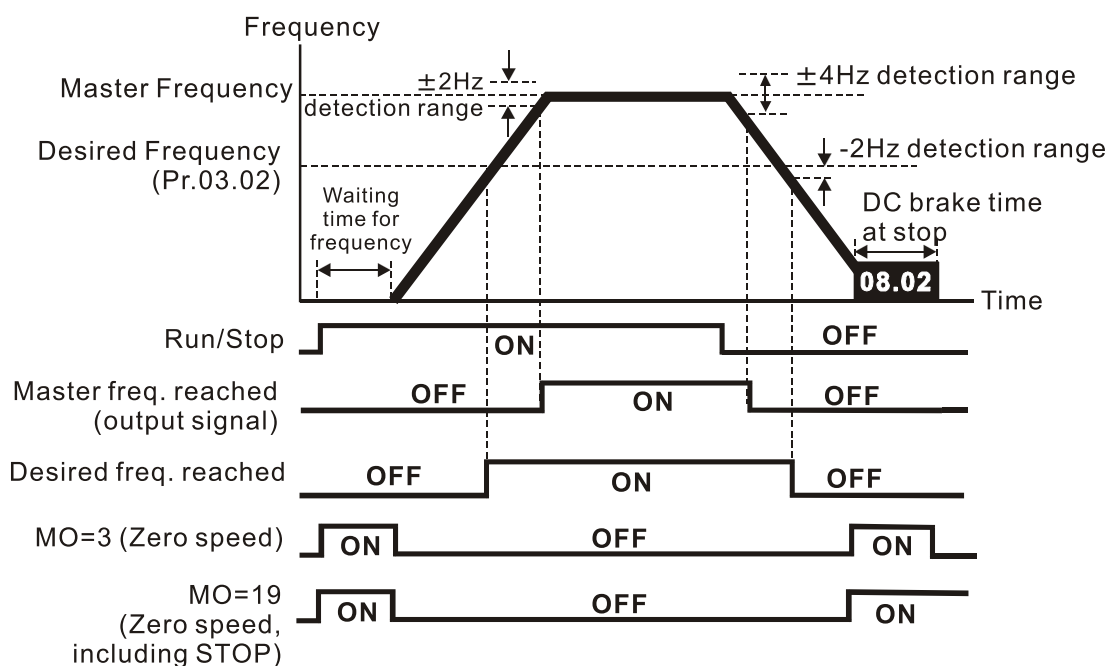 Frequency
Master Frequency
±2Hz
detection range
±4Hz detection range
Desired Frequency
(Pr.03.02)
-2Hz detection range
Waiting
time for
frequency
DC brake time
at stop
08.02
Time
Run/Stop
ON
OFF
Master freq. reached
(output signal)
OFF
ON
OFF
Desired freq. reached
OFF
ON
OFF
MO=3 (Zero speed)
ON
OFF
ON
MO=19
(Zero speed,
including STOP)
ON
OFF
ON